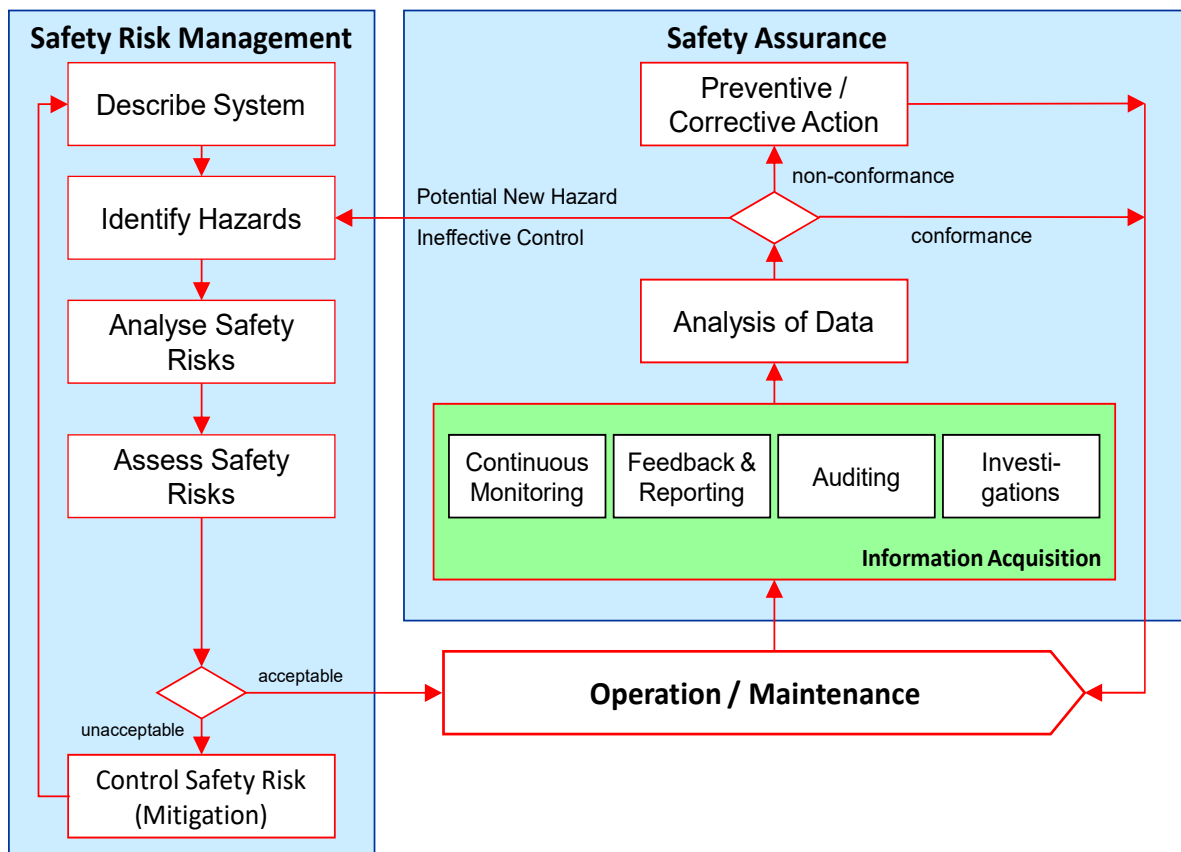 Safety Risk Management
Describe System
Identify Hazards
Analyse Safety
Risks
Assess Safety
Risks
acceptable
unacceptable
Control Safety Risk
(Mitigation)
Safety Assurance
Preventive /
Corrective Action
non-conformance
Potential New Hazard
Ineffective Control
conformance
Analysis of Data
Continuous
Monitoring
Feedback &
Reporting
Auditing
Investi-
gations
Information Acquisition
Operation / Maintenance